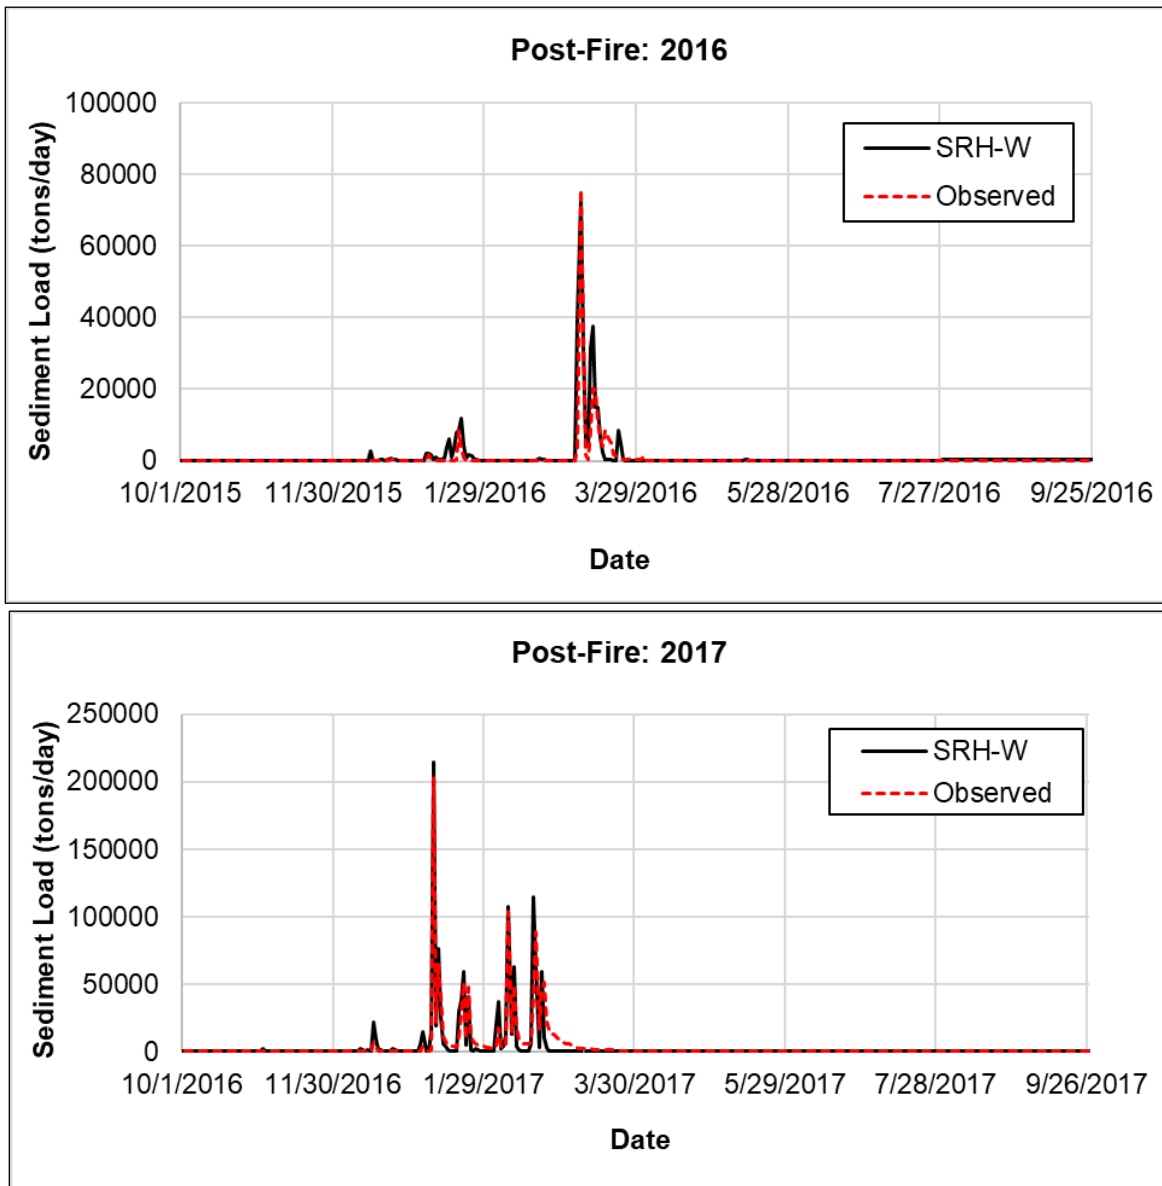 Post-Fire: 2016
Sediment Load (tons/day)
100000
80000
60000
40000
20000
0
SRH-W
Observed
10/1/2015 11/30/2015 1/29/2016 3/29/2016 5/28/2016 7/27/2016 9/25/2016
Date
Post-Fire: 2017
Sediment Load (tons/day)
250000
200000
150000
100000
50000
0
SRH-W
Observed
10/1/2016 11/30/2016 1/29/2017 3/30/2017 5/29/2017 7/28/2017 9/26/2017
Date